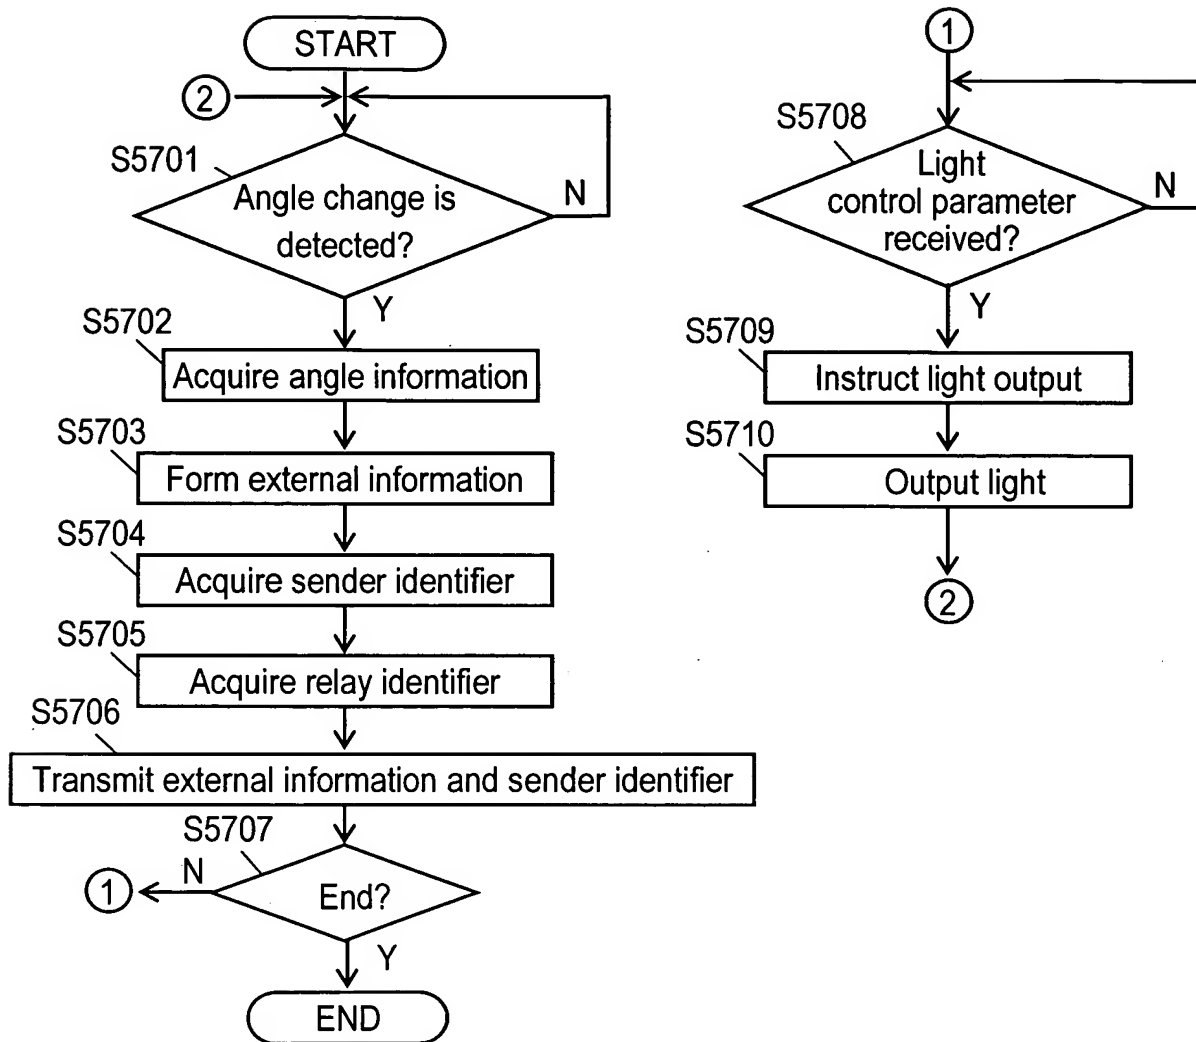 START
2
S5701
Angle change is
detected?
N
Y
S5702
Acquire angle information
S5703
Form external information
S5704
Acquire sender identifier
S5705
Acquire relay identifier
S5706
Transmit external information and sender identifier
S5707
N
1
End?
Y
END
1
S5708
Light
control parameter
received?
N
Y
S5709
Instruct light output
S5710
Output light
2